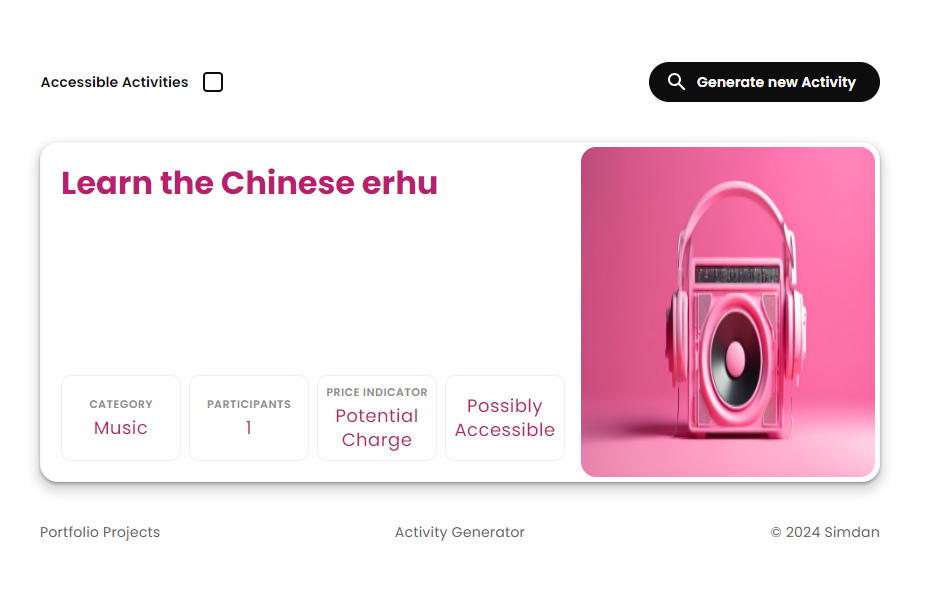 Accessible Activities
Generate new Activity
Learn the Chinese erhu
CATEGORY
Music
PARTICIPANTS
1
PRICE INDICATOR
Potential
Charge
Possibly
Accessible
Portfolio Projects
Activity Generator
© 2024 Simdan